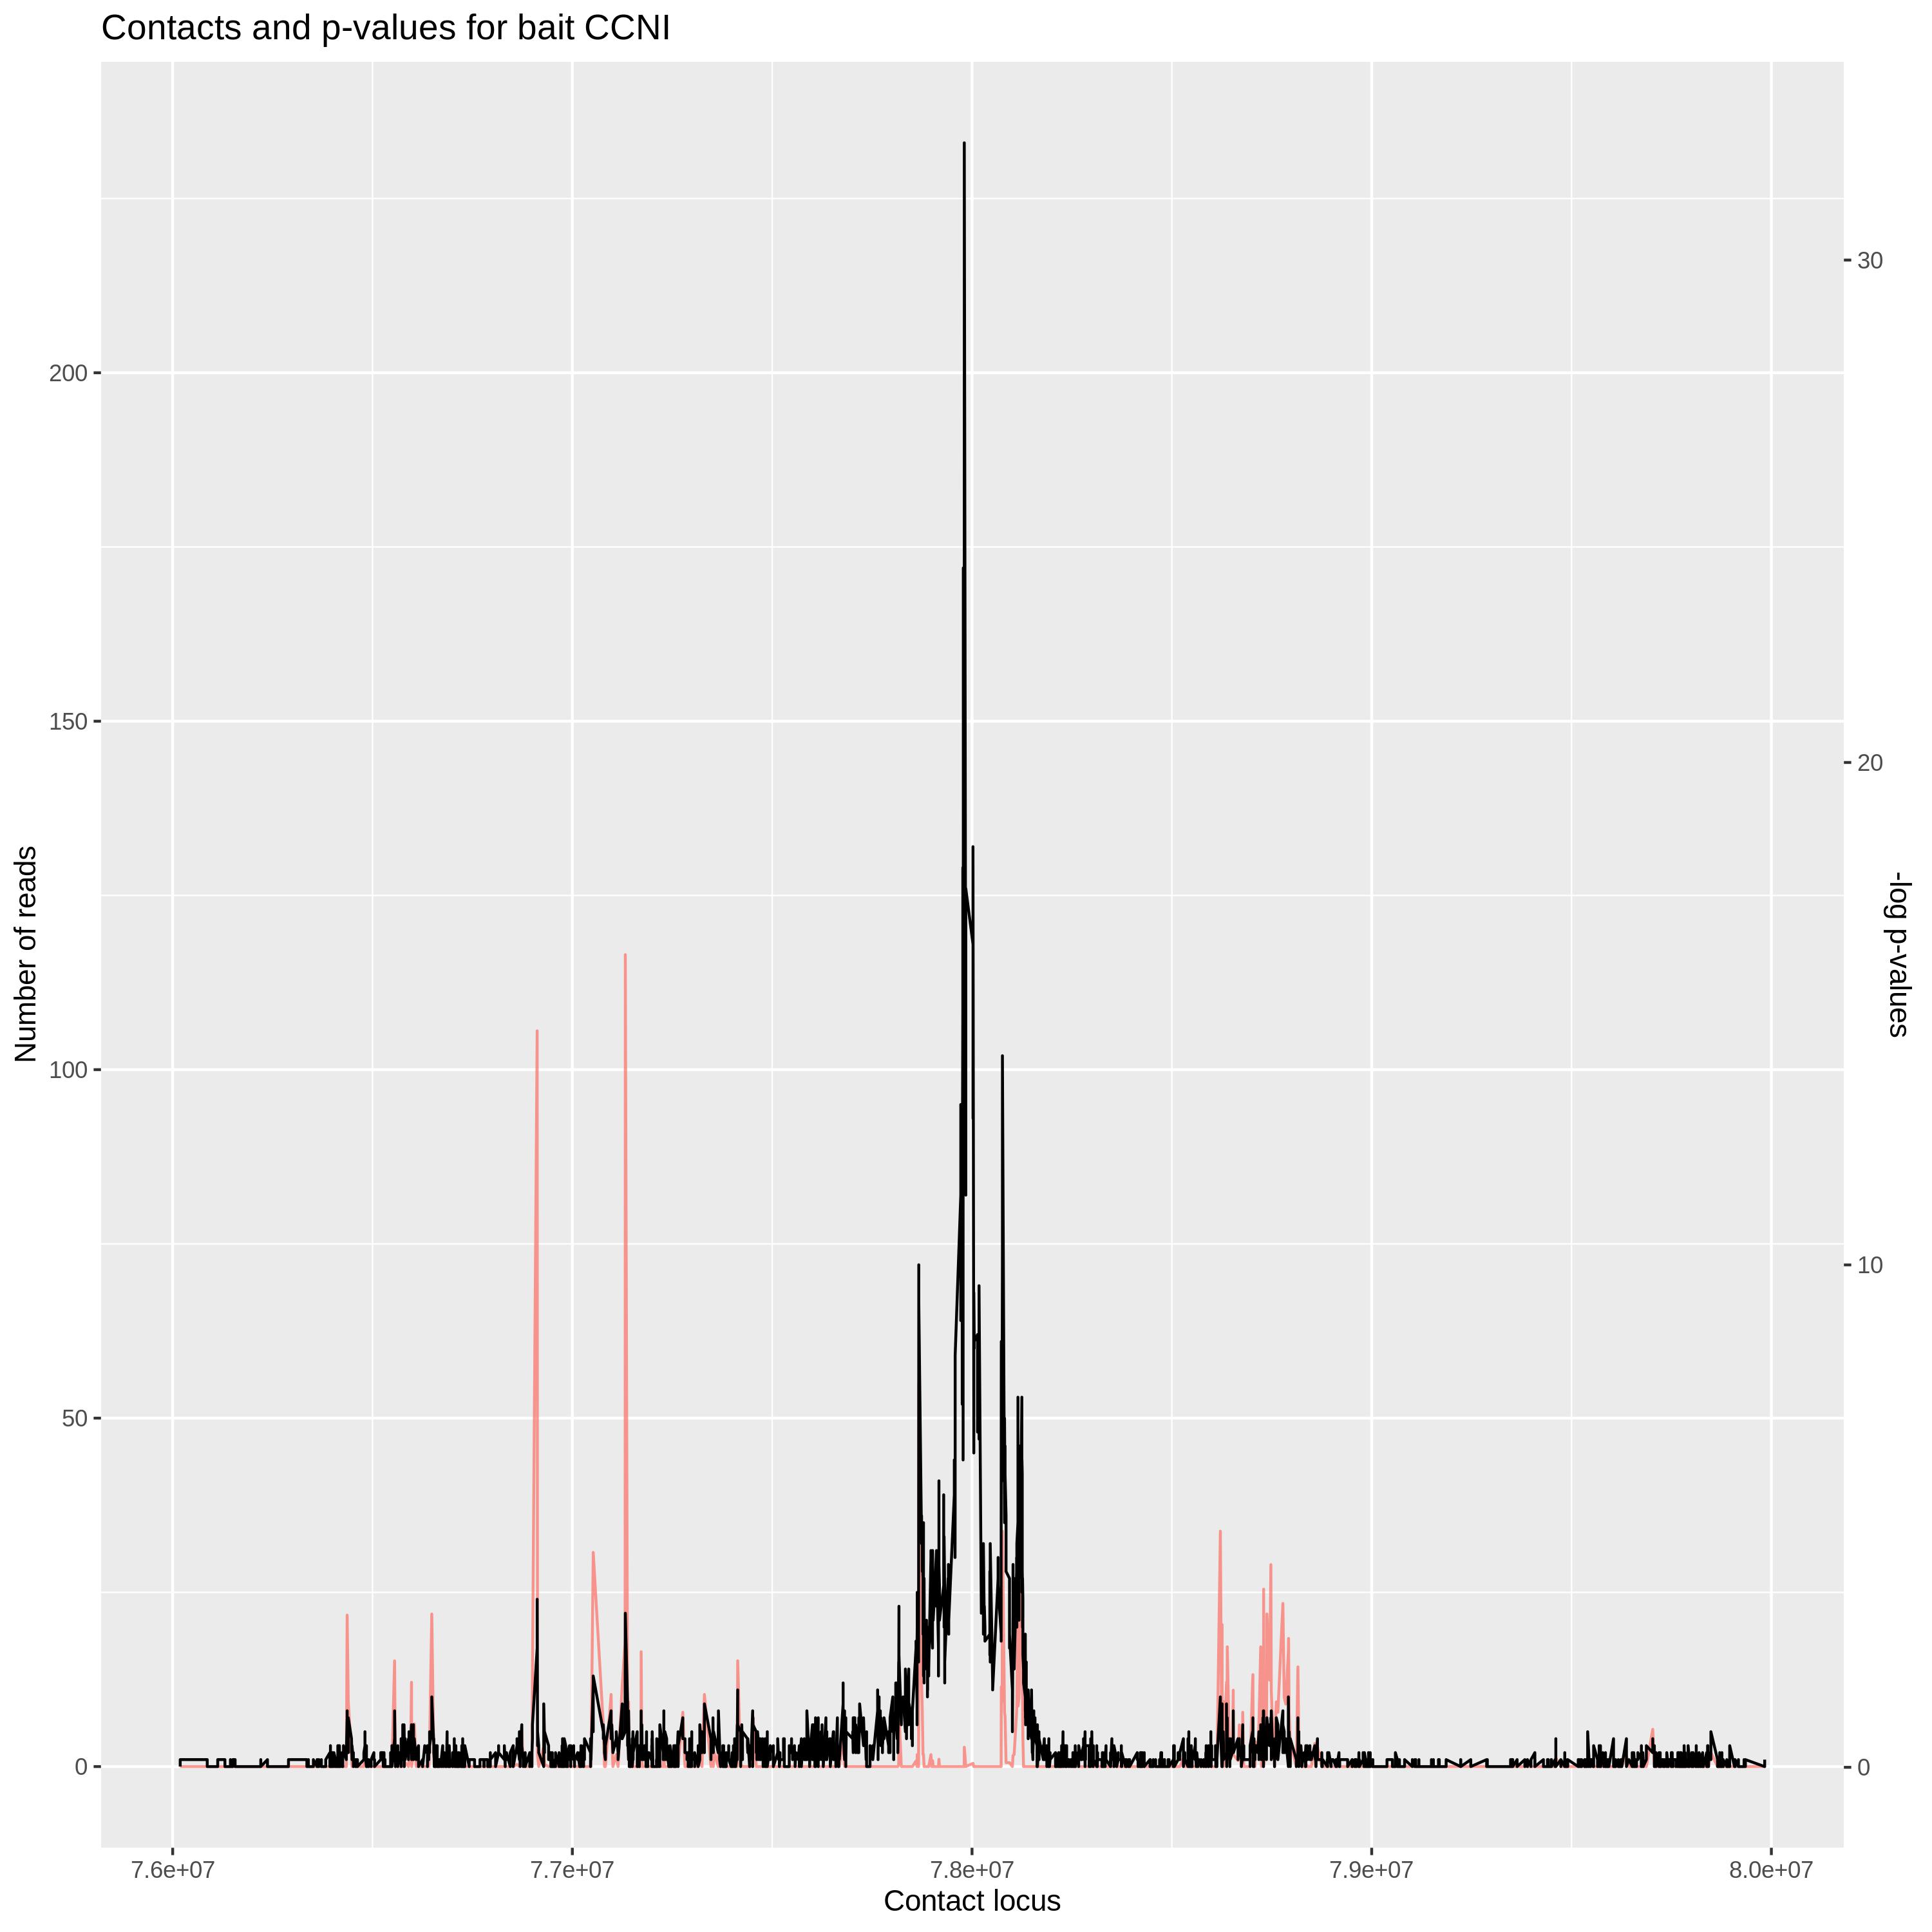 Contacts and p-values for bait CCNI
Number of reads
200
150
100
50
0
30
20
10
0
-log p-values
7.6e+07
7.7e+07
7.8e+07
7.9e+07
8.0e+07
Contact locus